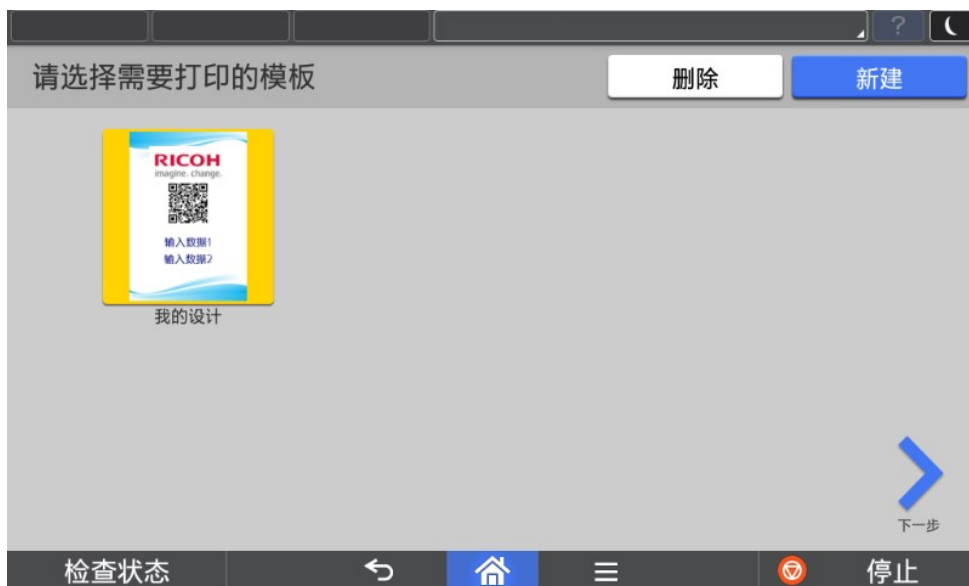 ?
请选择需要打印的模板
删除
新建
RICOH
imagine. change.
输入数据1
输入数据2
我的设计
下一步
检查状态
停止